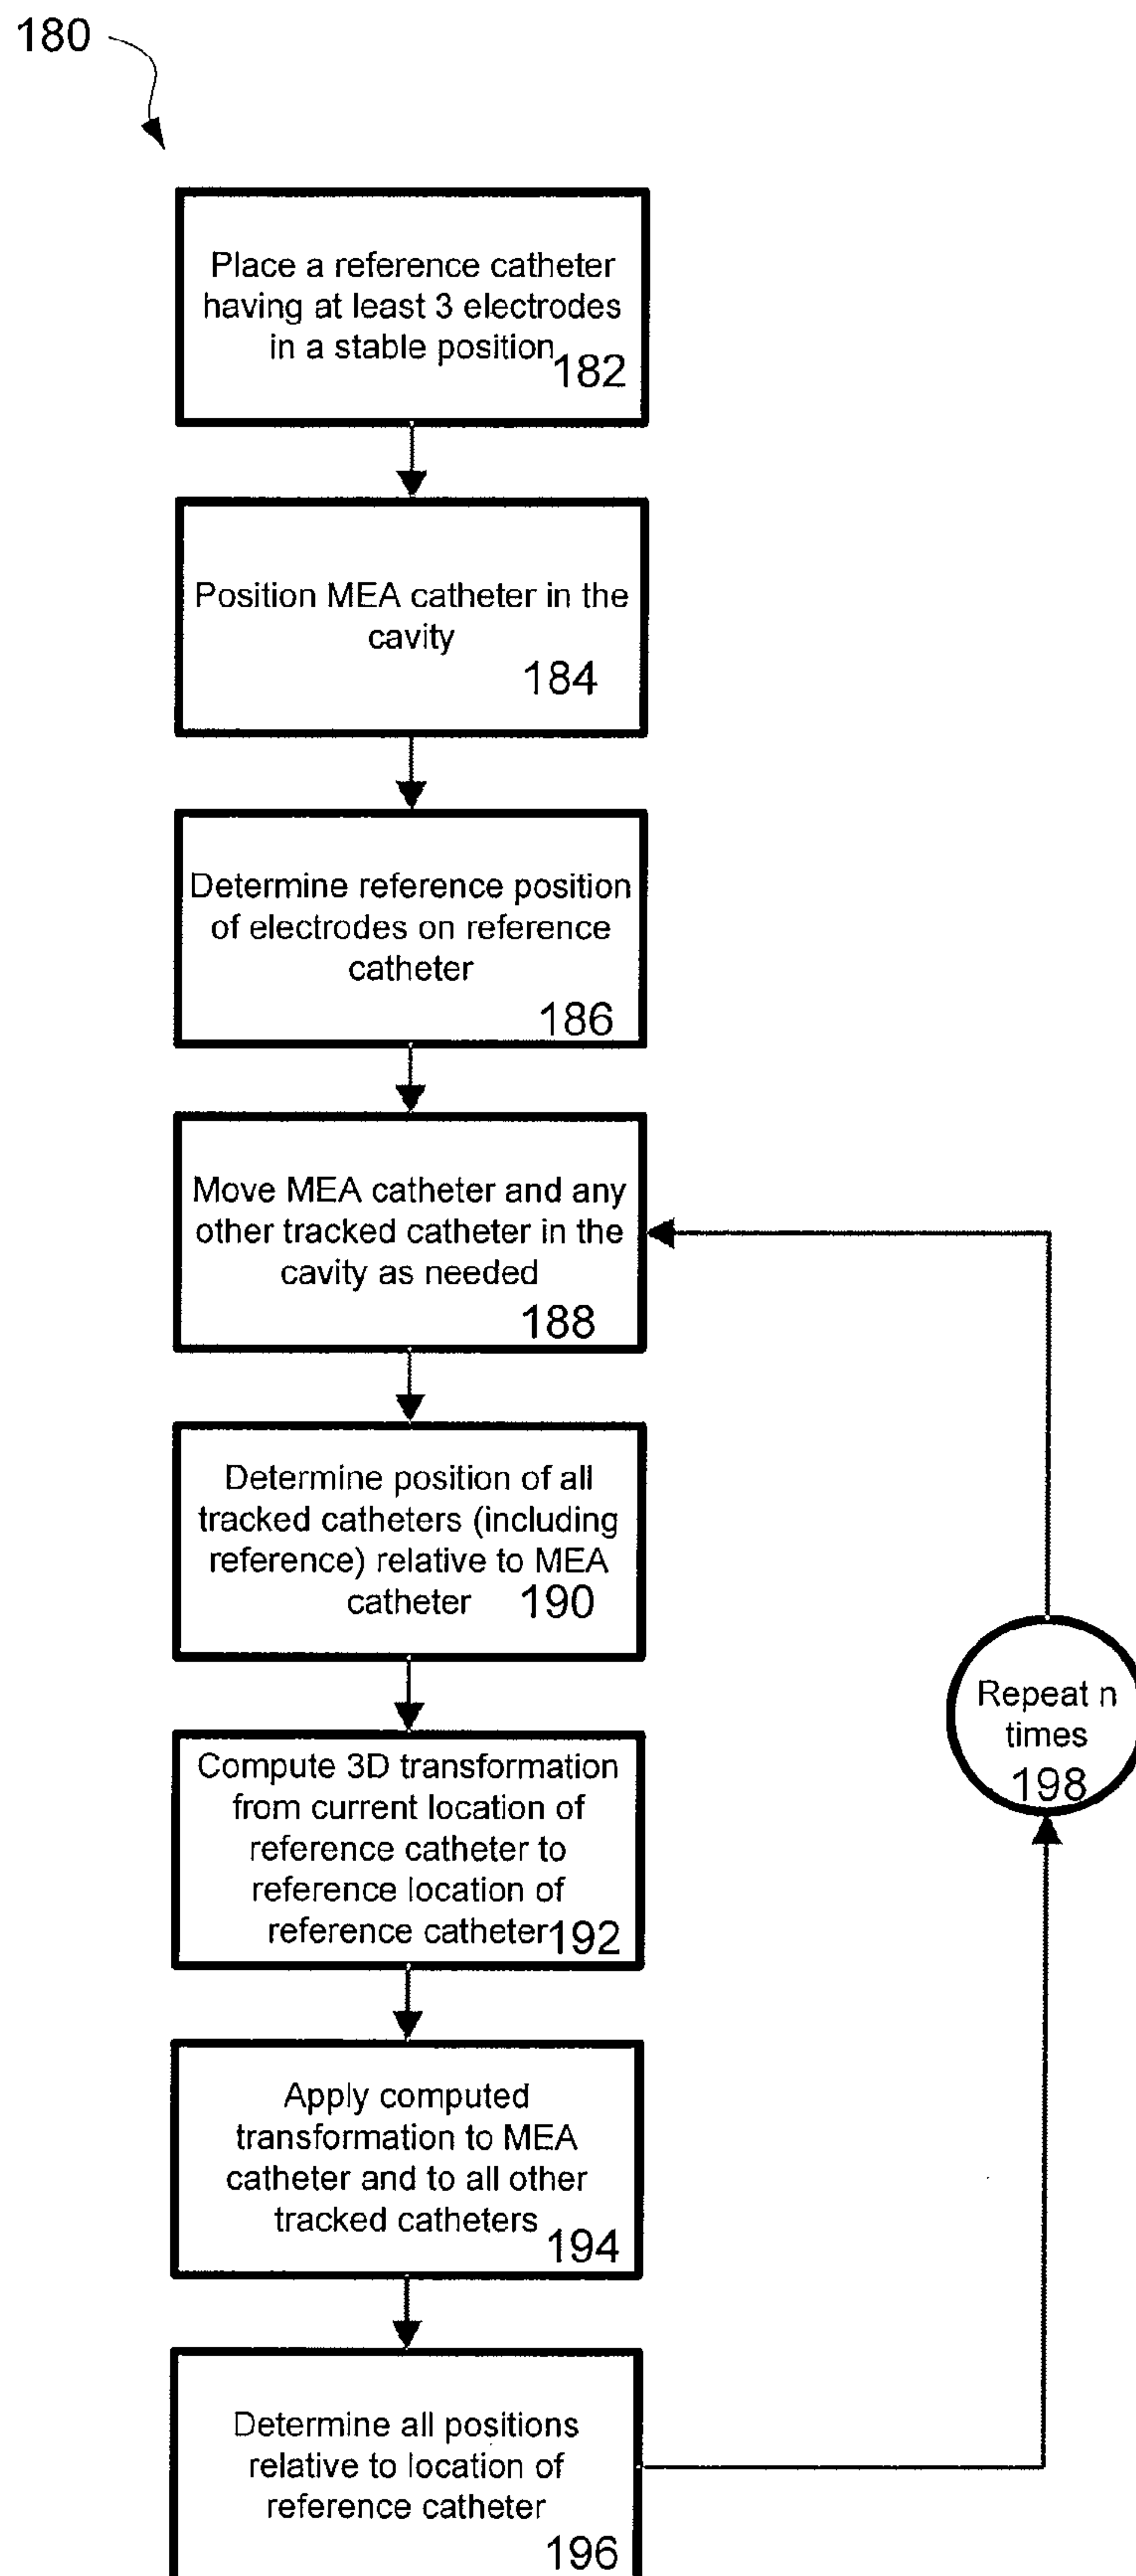 180
Place a reference catheter
having at least 3 electrodes
in a stable position
182
Position MEA catheter in the
cavity
184
Determine reference position
of electrodes on reference
catheter
186
Move MEA catheter and any
other tracked catheter in the
cavity as needed
188
Determine position of all
tracked catheters (including
reference) relative to MEA
catheter 190
Compute 3D transformation
from current location of
reference catheter to
reference location of
reference catheter 192
Apply computed
transformation to MEA
catheter and to all other
tracked catheters
194
Determine all positions
relative to location of
reference catheter
196
Repeat n
times
198